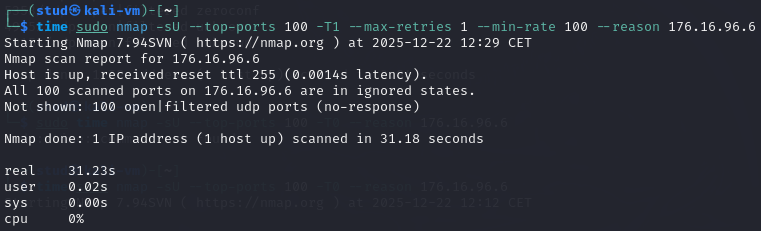 ┌──(stud㉿kali-vm)-[~]
└─$ time sudo nmap -sU --top-ports 100 -T1 --max-retries 1 --min-rate 100 --reason 176.16.96.6
Starting Nmap 7.94SVN ( https://nmap.org ) at 2025-12-22 12:29 CET
Nmap scan report for 176.16.96.6
Host is up, received reset ttl 255 (0.0014s latency).
All 100 scanned ports on 176.16.96.6 are in ignored states.
Not shown: 100 open|filtered udp ports (no-response)

Nmap done: 1 IP address (1 host up) scanned in 31.18 seconds

real    31.23s
user    0.02s
sys     0.00s
cpu     0%